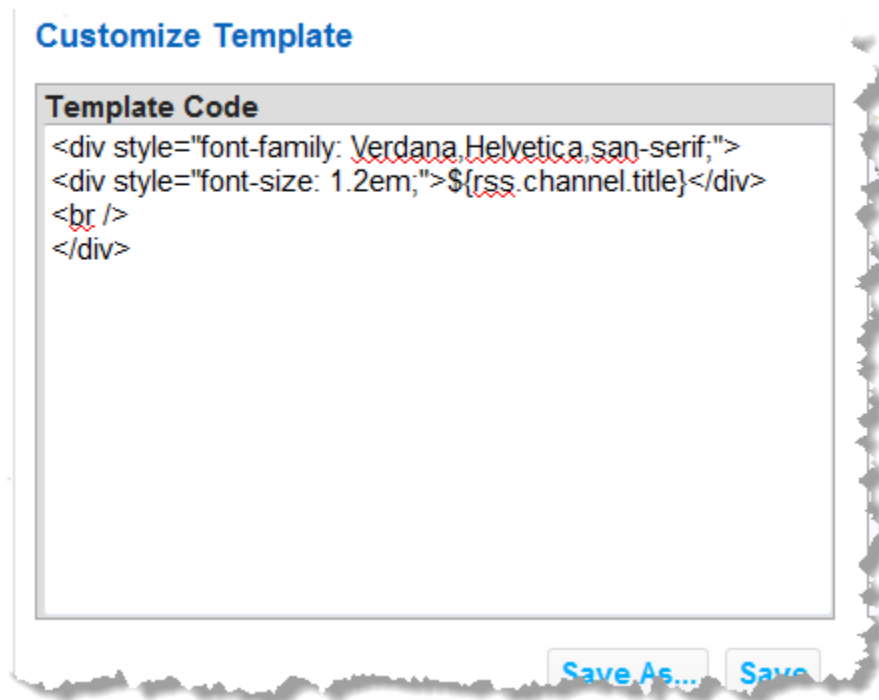 Customize Template
Template Code
<div style="font-family: Verdana,Helvetica,san-serif;">
<div style="font-size: 1.2em;">${rss.channel.title}</div>
<br />
</div>
Save As... Save